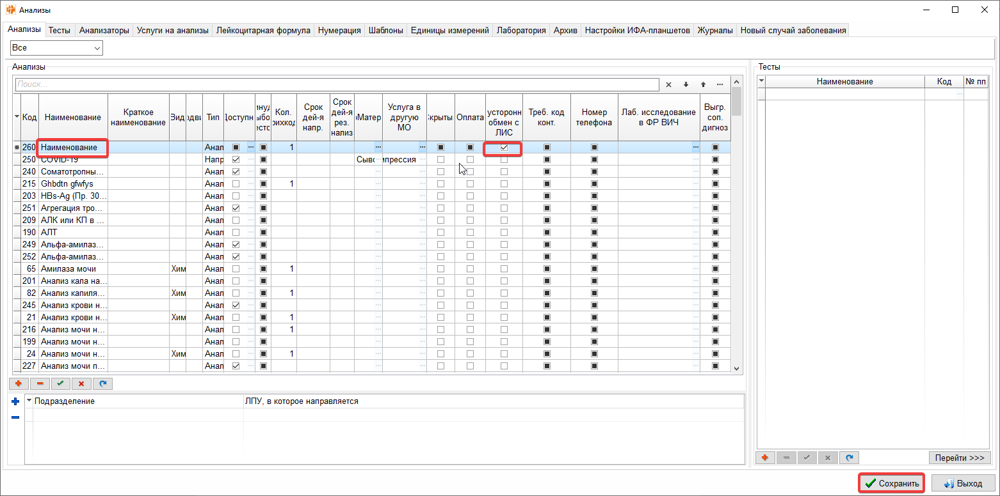 Анализы
Анализы Тесты Анализаторы Услуги на анализы Лейкоцитарная формула Нумерация Шаблоны Единицы измерений Лаборатория Архив Настройки ИФА-планшетов Журналы Новый случай заболевания
Все
Анализы
Тесты
Поиск...
Код Наименование Краткое наименование Вид Тип Доступн Кол. Срок дей-я напр. Срок дей-я рез. нализ Матер Услуга в другую МО крыты Оплата усторонн обмен с ЛИС Треб. код конт. Номер телефона Лаб. исследование в ФР ВИЧ Выгр. соп. дигноз
Наименование Код № пп
260 Наименование Анал 1
250 COVID-19 Напр Сыво ипрессия
240 Соматотропны... Анал
215 Ghbdtn gfwfys Анал 1
203 HBs-Ag (Пр. 30... Анал
251 Агрегация тро... Анал
209 АЛК или КП в ... Анал
190 АЛТ Анал
249 Альфа-амилаз... Анал
252 Альфа-амилаз... Анал
65 Амилаза мочи Хим Анал 1
201 Анализ кала на... Анал
82 Анализ капиля... Хим Анал 1
245 Анализ крови н... Анал
21 Анализ крови н... Хим Анал 1
216 Анализ мочи н... Анал 1
199 Анализ мочи н... Анал
24 Анализ мочи н... Хим Анал 1
227 Анализ мочи п... Анал
Подразделение ЛПУ, в которое направляется
Перейти >>>
Сохранить Выход